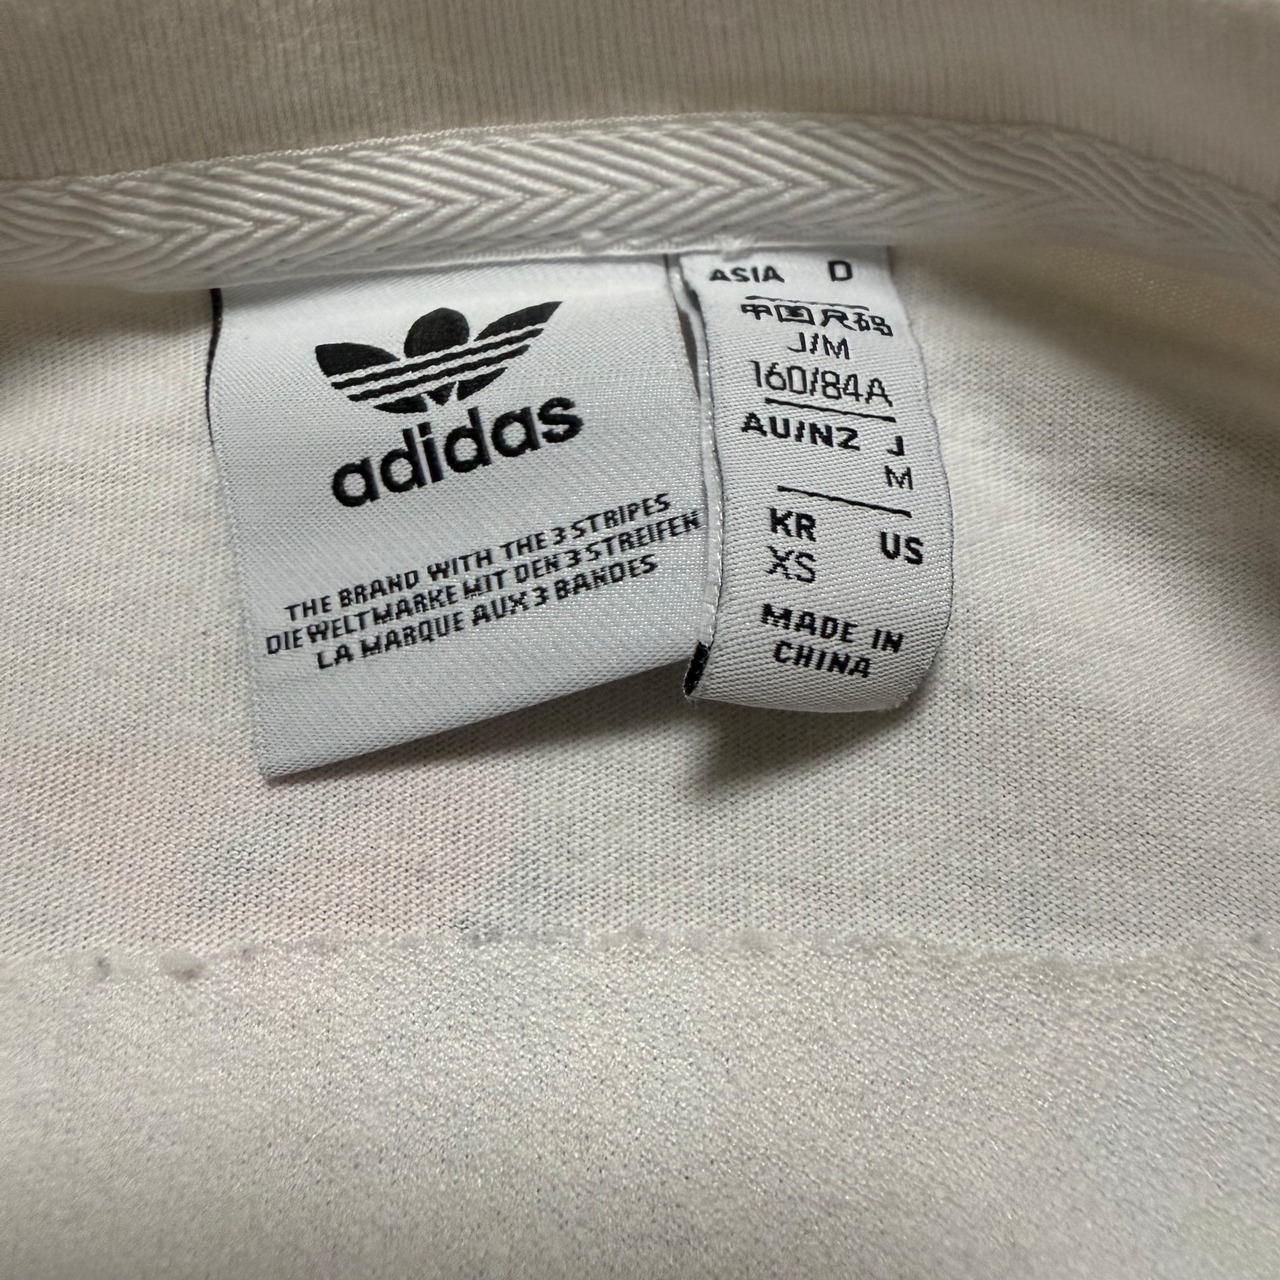 adidas
THE BRAND WITH THE 3 STRIPES
DIE WELTMARKE MIT DEN 3 STREIFEN
LA MARQUE AUX 3 BANDES
ASIA D
中国尺码
J/M
160/84A
AU/NZ J
M
KR US
XS
MADE IN
CHINA